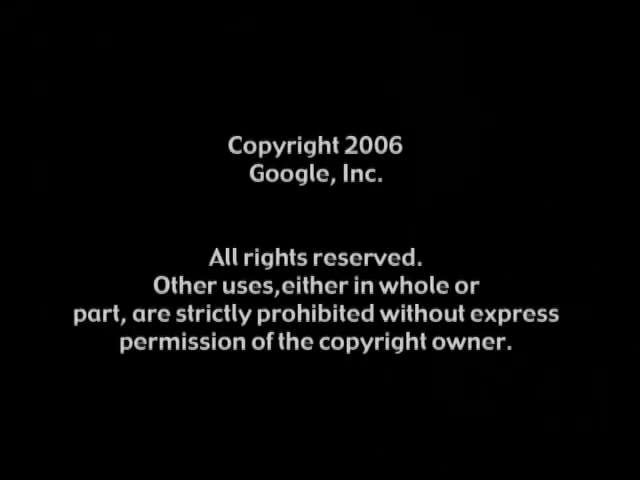 Copyright 2006
Google, Inc.
All rights reserved.
Other uses,either in whole or
part, are strictly prohibited without express
permission of the copyright owner.